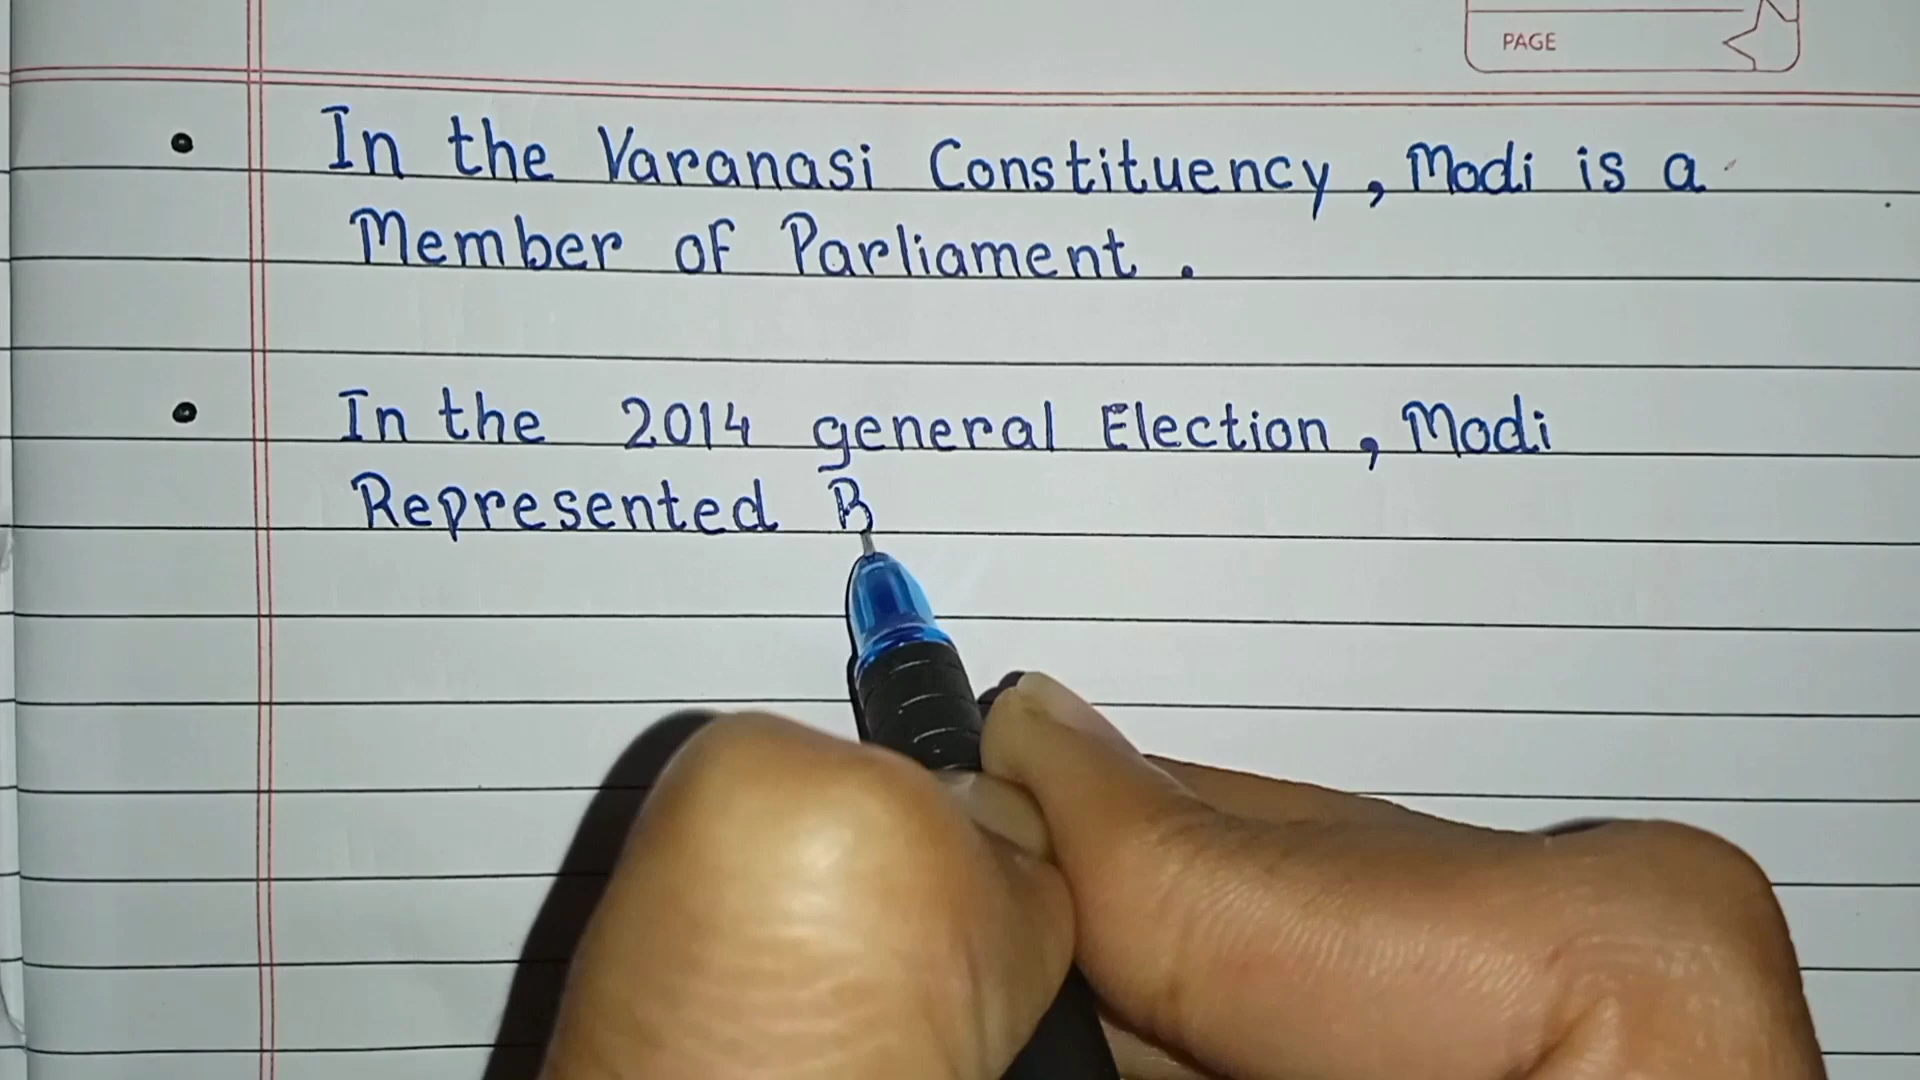 PAGE
In the Varanasi Constituency, Modi is a
Member of Parliament.
In the 2014 general Election, Modi
Represented B